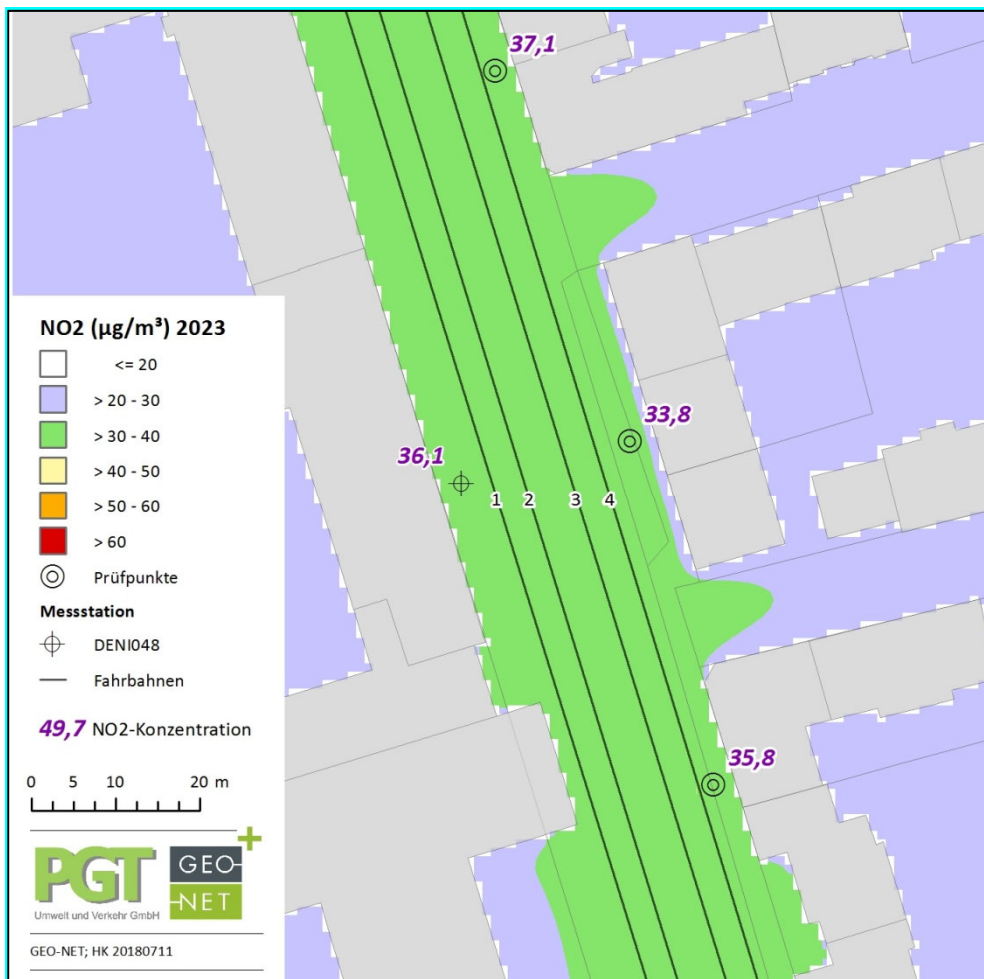 37,1
33,8
36,1
1 2 3 4
35,8
NO2 (µg/m³) 2023
<= 20
> 20 - 30
> 30 - 40
> 40 - 50
> 50 - 60
> 60
Prüfpunkte
Messstation
DENI048
Fahrbahnen
49,7 NO2-Konzentration
0 5 10 20 m
PGT
Umwelt und Verkehr GmbH
GEO-
-NET
GEO-NET; HK 20180711